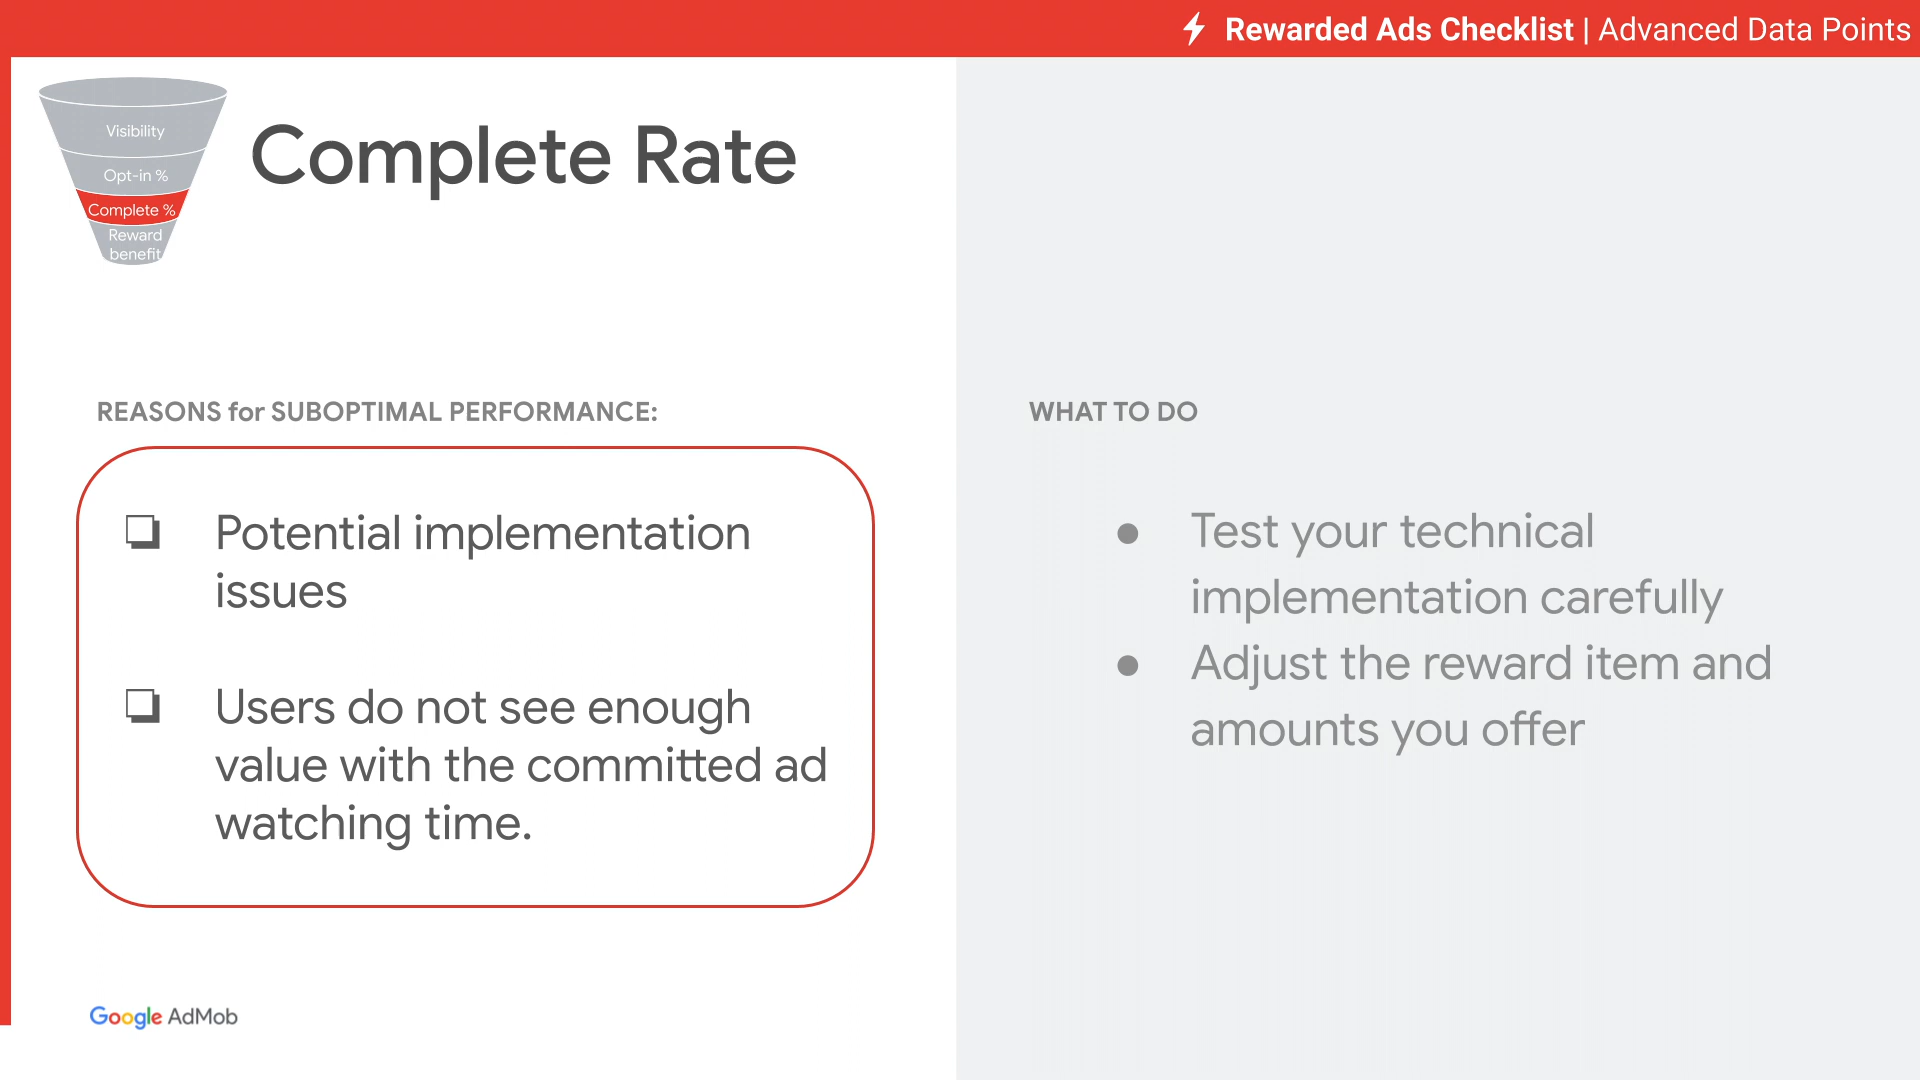 Rewarded Ads Checklist | Advanced Data Points
Visibility
Opt-in %
Complete %
Reward
benefit
Complete Rate
REASONS for SUBOPTIMAL PERFORMANCE:
❏ Potential implementation
issues
❏ Users do not see enough
value with the committed ad
watching time.
WHAT TO DO
● Test your technical
implementation carefully
● Adjust the reward item and
amounts you offer
Google AdMob